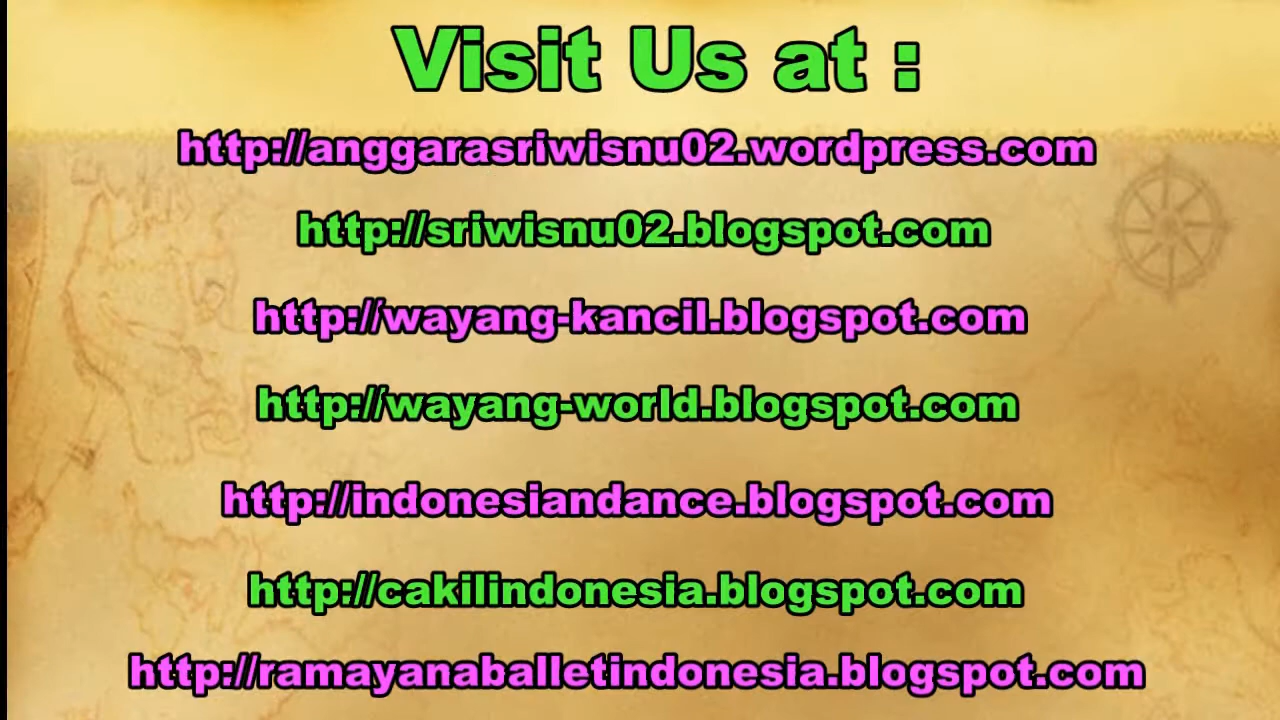 Visit Us at :
http://anggarasriwisnu02.wordpress.com
http://sriwisnu02.blogspot.com
http://wayang-kancil.blogspot.com
http://wayang-world.blogspot.com
http://indonesiandance.blogspot.com
http://cakilindonesia.blogspot.com
http://ramayanaballetindonesia.blogspot.com